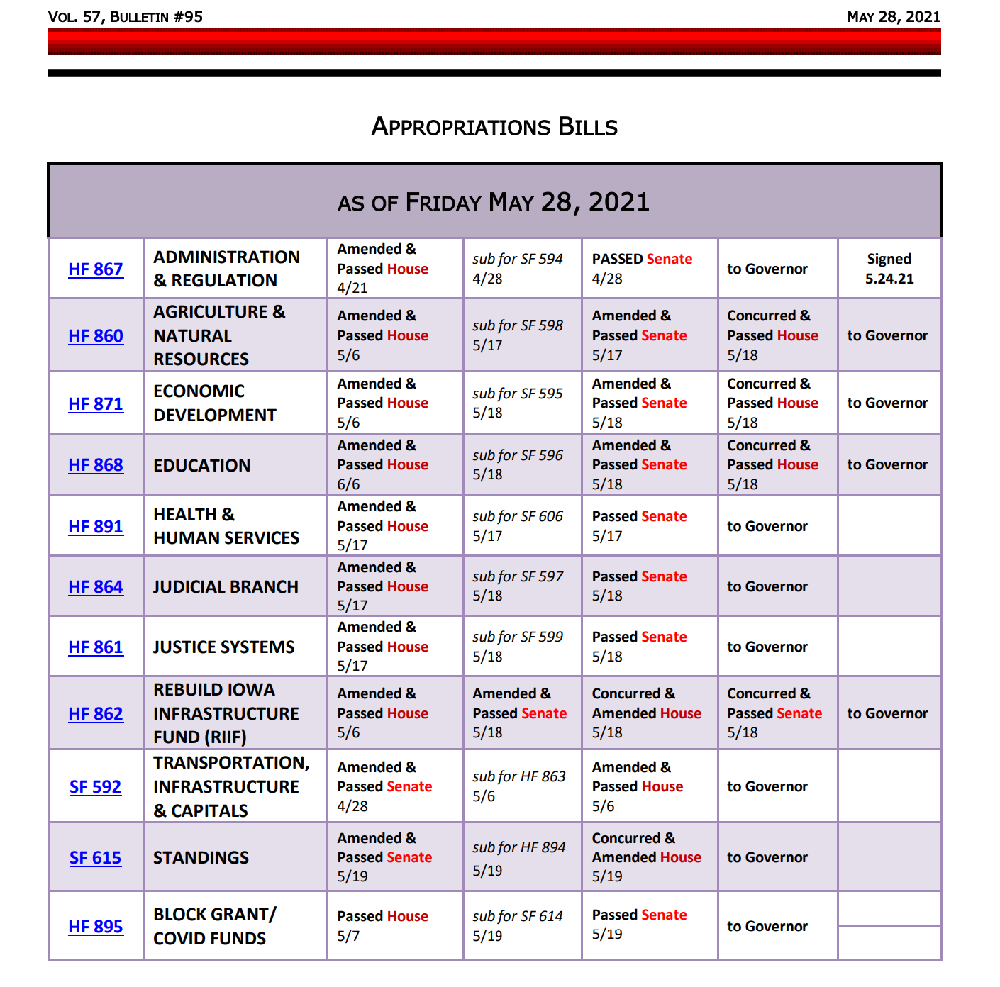 VOL. 57, BULLETIN #95
MAY 28, 2021
APPROPRIATIONS BILLS
AS OF FRIDAY MAY 28, 2021
HF 867
ADMINISTRATION
& REGULATION
Amended &
Passed House
4/21
sub for SF 594
4/28
PASSED Senate
4/28
to Governor
Signed
5.24.21
HF 860
AGRICULTURE &
NATURAL
RESOURCES
Amended &
Passed House
5/6
sub for SF 598
5/17
Amended &
Passed Senate
5/17
Concurred &
Passed House
5/18
to Governor
HF 871
ECONOMIC
DEVELOPMENT
Amended &
Passed House
5/6
sub for SF 595
5/18
Amended &
Passed Senate
5/18
Concurred &
Passed House
5/18
to Governor
HF 868
EDUCATION
Amended &
Passed House
6/6
sub for SF 596
5/18
Amended &
Passed Senate
5/18
Concurred &
Passed House
5/18
to Governor
HF 891
HEALTH &
HUMAN SERVICES
Amended &
Passed House
5/17
sub for SF 606
5/17
Passed Senate
5/17
to Governor
HF 864
JUDICIAL BRANCH
Amended &
Passed House
5/17
sub for SF 597
5/18
Passed Senate
5/18
to Governor
HF 861
JUSTICE SYSTEMS
Amended &
Passed House
5/17
sub for SF 599
5/18
Passed Senate
5/18
to Governor
HF 862
REBUILD IOWA
INFRASTRUCTURE
FUND (RIIF)
Amended &
Passed House
5/6
Amended &
Passed Senate
5/18
Concurred &
Amended House
5/18
Concurred &
Passed Senate
5/18
to Governor
SF 592
TRANSPORTATION,
INFRASTRUCTURE
& CAPITALS
Amended &
Passed Senate
4/28
sub for HF 863
5/6
Amended &
Passed House
5/6
to Governor
SF 615
STANDINGS
Amended &
Passed Senate
5/19
sub for HF 894
5/19
Concurred &
Amended House
5/19
to Governor
HF 895
BLOCK GRANT/
COVID FUNDS
Passed House
5/7
sub for SF 614
5/19
Passed Senate
5/19
to Governor